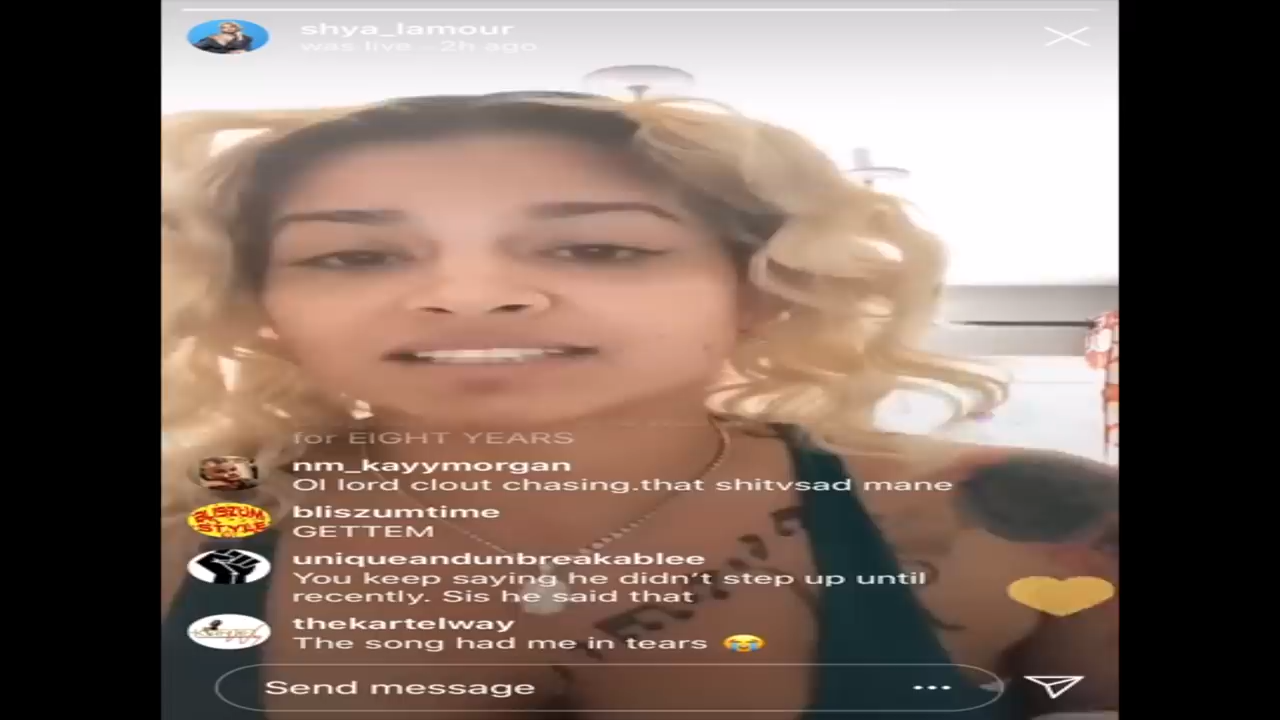 shya_lamour
was live · 2h ago
for EIGHT YEARS
nm_kayymorgan
Ol lord clout chasing.that shitvsad mane
bliszumtime
GETTEM
uniqueandunbreakablee
You keep saying he didn't step up until
recently. Sis he said that
thekartelway
The song had me in tears 😭
Send message